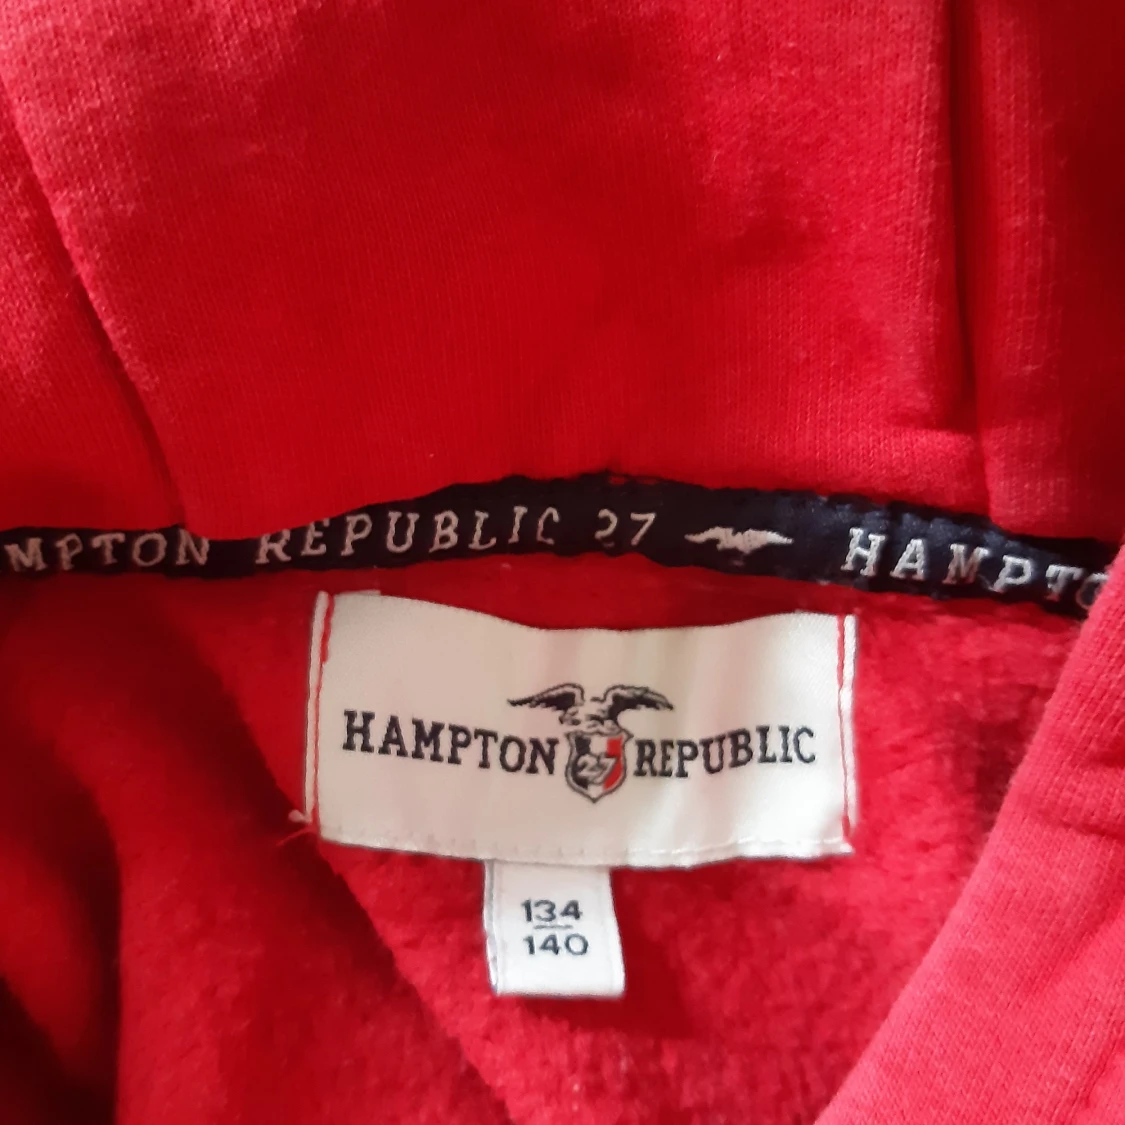 MPTON REPUBLIC 27 HAMPTO
HAMPTON 27 REPUBLIC
134
140